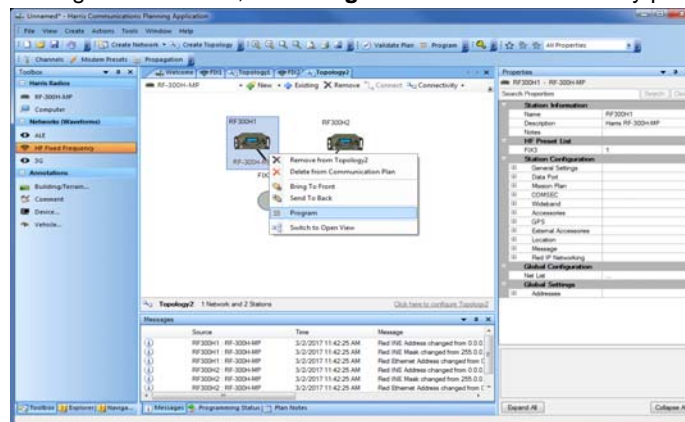 Unnamed* - Harris Communications Planning Application
File View Create Actions Tools Window Help
Create Network Create Topology Validate Plan Program All Properties
Channels Modem Presets Propagation
Toolbox
Harris Radios
RF-300H-MP
Computer
Networks (Waveforms)
ALE
HF Fixed Frequency
3G
Annotations
Building/Terrain...
Comment
Device...
Vehicle...
Toolbox Explorer Naviga...
Welcome FIX1 Topology1 FIX2 Topology2
RF-300H-MP New Existing Remove Connect Connectivity
RF300H1 RF300H2
Remove from Topology2
Delete from Communication Plan
Bring To Front
Send To Back
Program
Switch to Open View
Topology2 1 Network and 2 Stations Click here to configure Topology2
Messages
Source Time Message
RF300H1 : RF-300H-MP 3/2/2017 11:42:25 AM Red INE Address changed from 0.0.0
RF300H1 : RF-300H-MP 3/2/2017 11:42:25 AM Red INE Mask changed from 255.0.0
RF300H1 : RF-300H-MP 3/2/2017 11:42:25 AM Red Ethernet Address changed from
RF300H2 : RF-300H-MP 3/2/2017 11:42:25 AM Red INE Address changed from 0.0.0
RF300H2 : RF-300H-MP 3/2/2017 11:42:25 AM Red INE Mask changed from 255.0.0
RF300H2 : RF-300H-MP 3/2/2017 11:42:25 AM Red Ethernet Address changed from
Messages Programming Status Plan Notes
Properties
RF300H1 - RF-300H-MP
Search Properties Search
Station Information
Name RF300H1
Description Harris RF-300H-MP
Notes
HF Preset List
FIX3 1
Station Configuration
General Settings
Data Port
Mission Plan
COMSEC
Wideband
Accessories
GPS
External Accessories
Location
Message
Red IP Networking
Global Configuration
Net List ...
Global Settings
Addresses
Expand All Collapse A